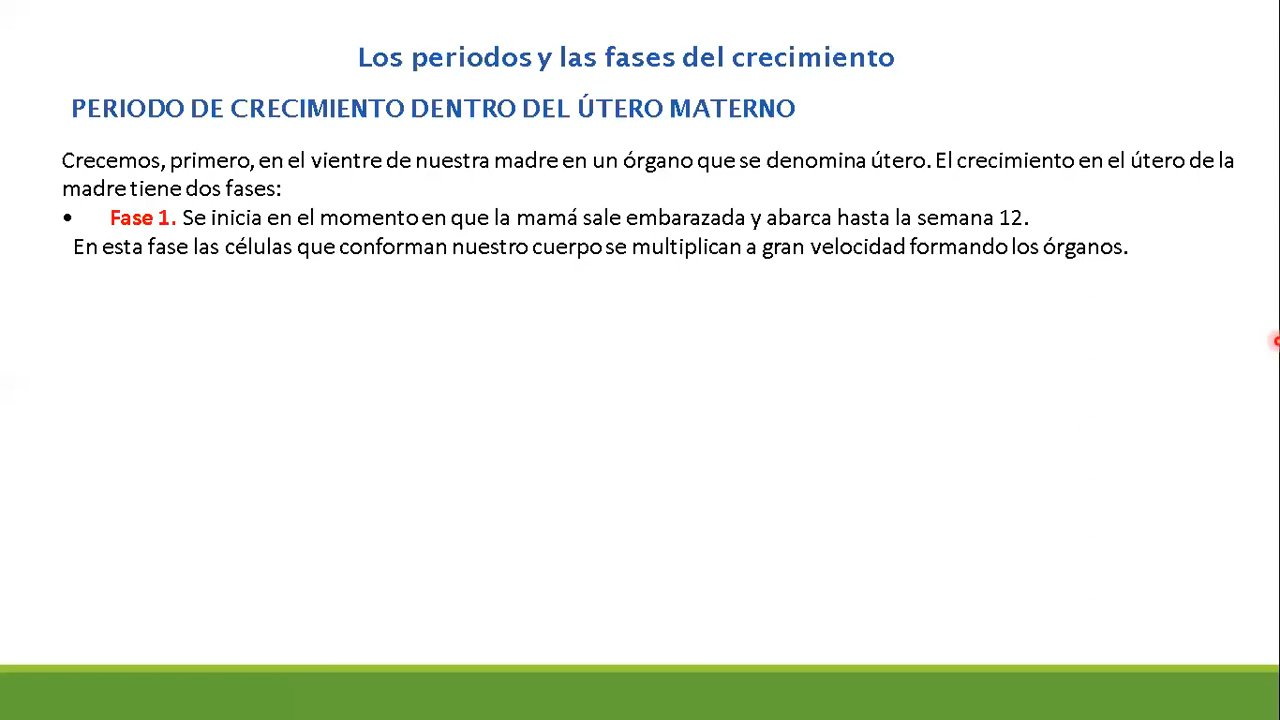 Los periodos y las fases del crecimiento
PERIODO DE CRECIMIENTO DENTRO DEL ÚTERO MATERNO
Crecemos, primero, en el vientre de nuestra madre en un órgano que se denomina útero. El crecimiento en el útero de la
madre tiene dos fases:
• Fase 1. Se inicia en el momento en que la mamá sale embarazada y abarca hasta la semana 12.
En esta fase las células que conforman nuestro cuerpo se multiplican a gran velocidad formando los órganos.